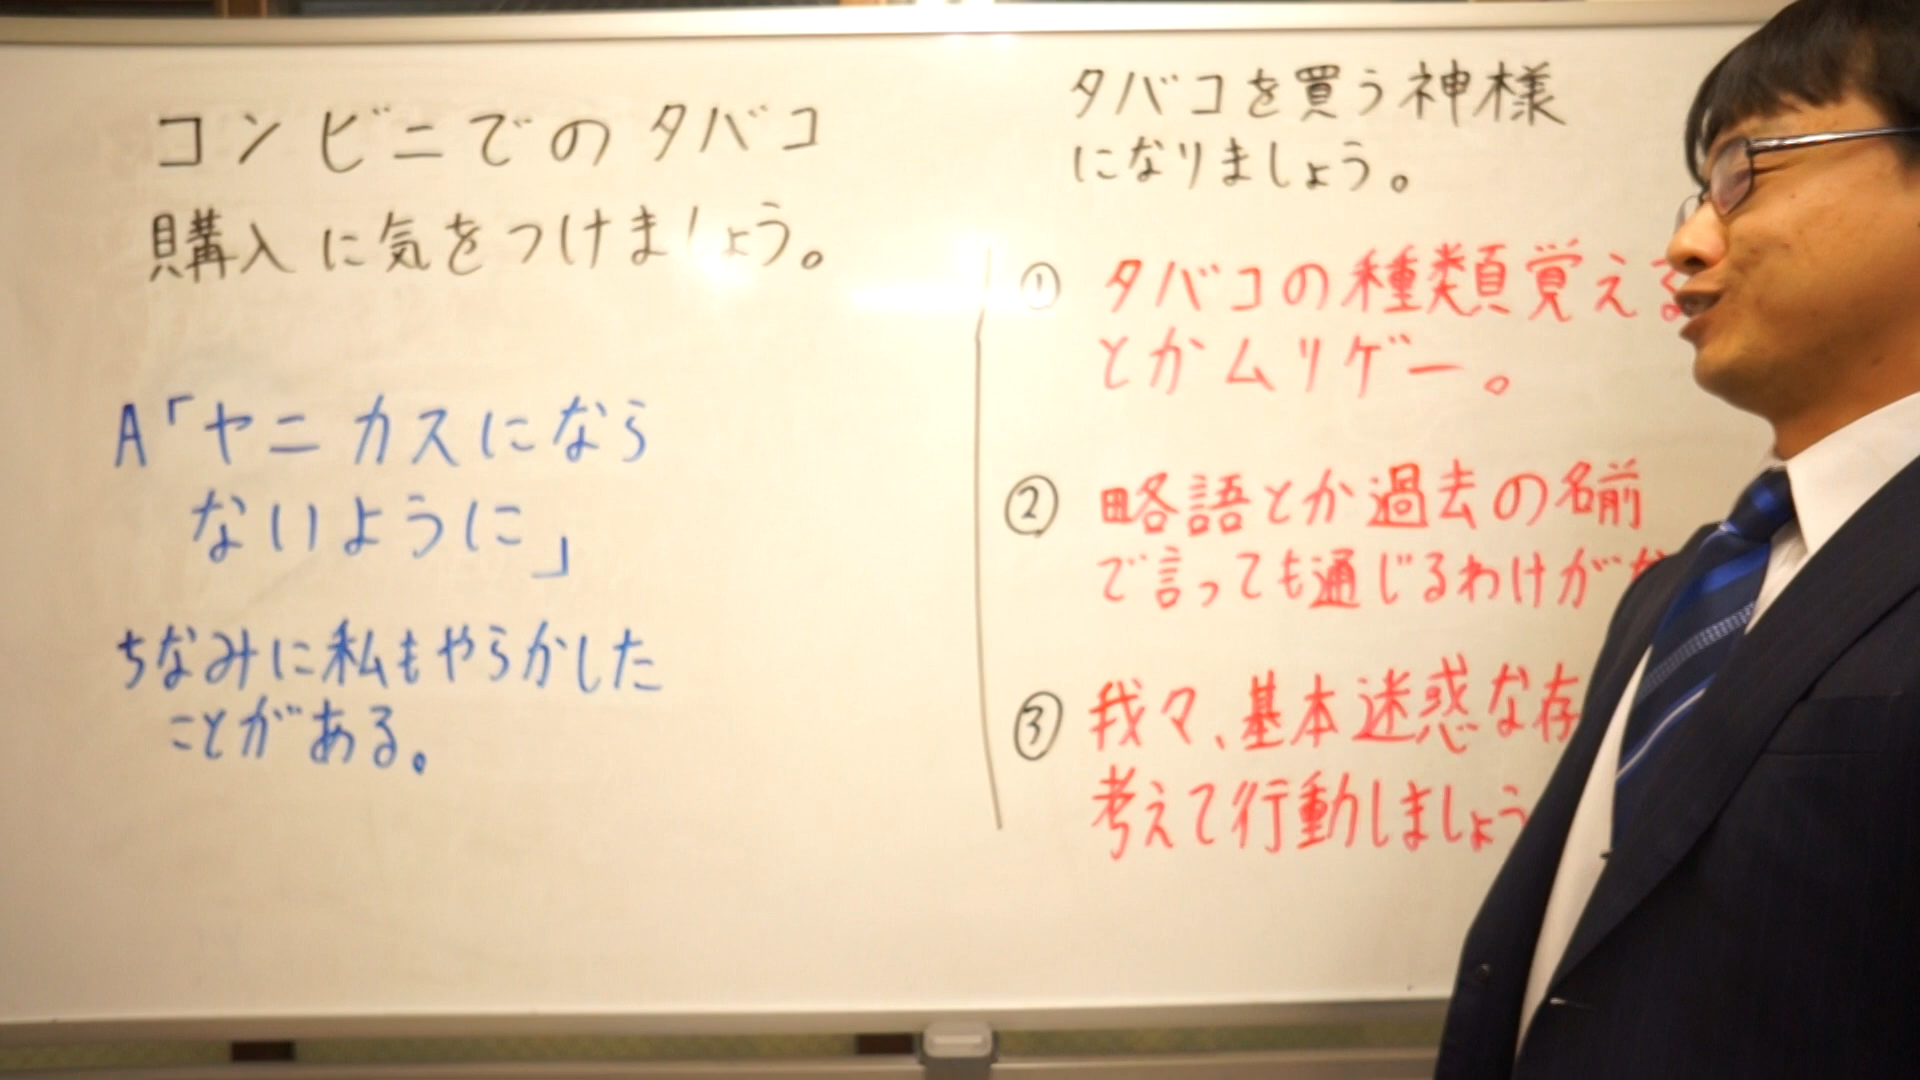 コンビニでのタバコ
購入に気をつけましょう。
A「ヤニカスになら
ないように」
ちなみに私もやらかした
ことがある。
タバコを買う神様
になりましょう。
① タバコの種類覚える
とかムリゲー。
② 略語とか過去の名前
で言っても通じるわけが
③ 我々、基本迷惑な存
考えて行動しましょう